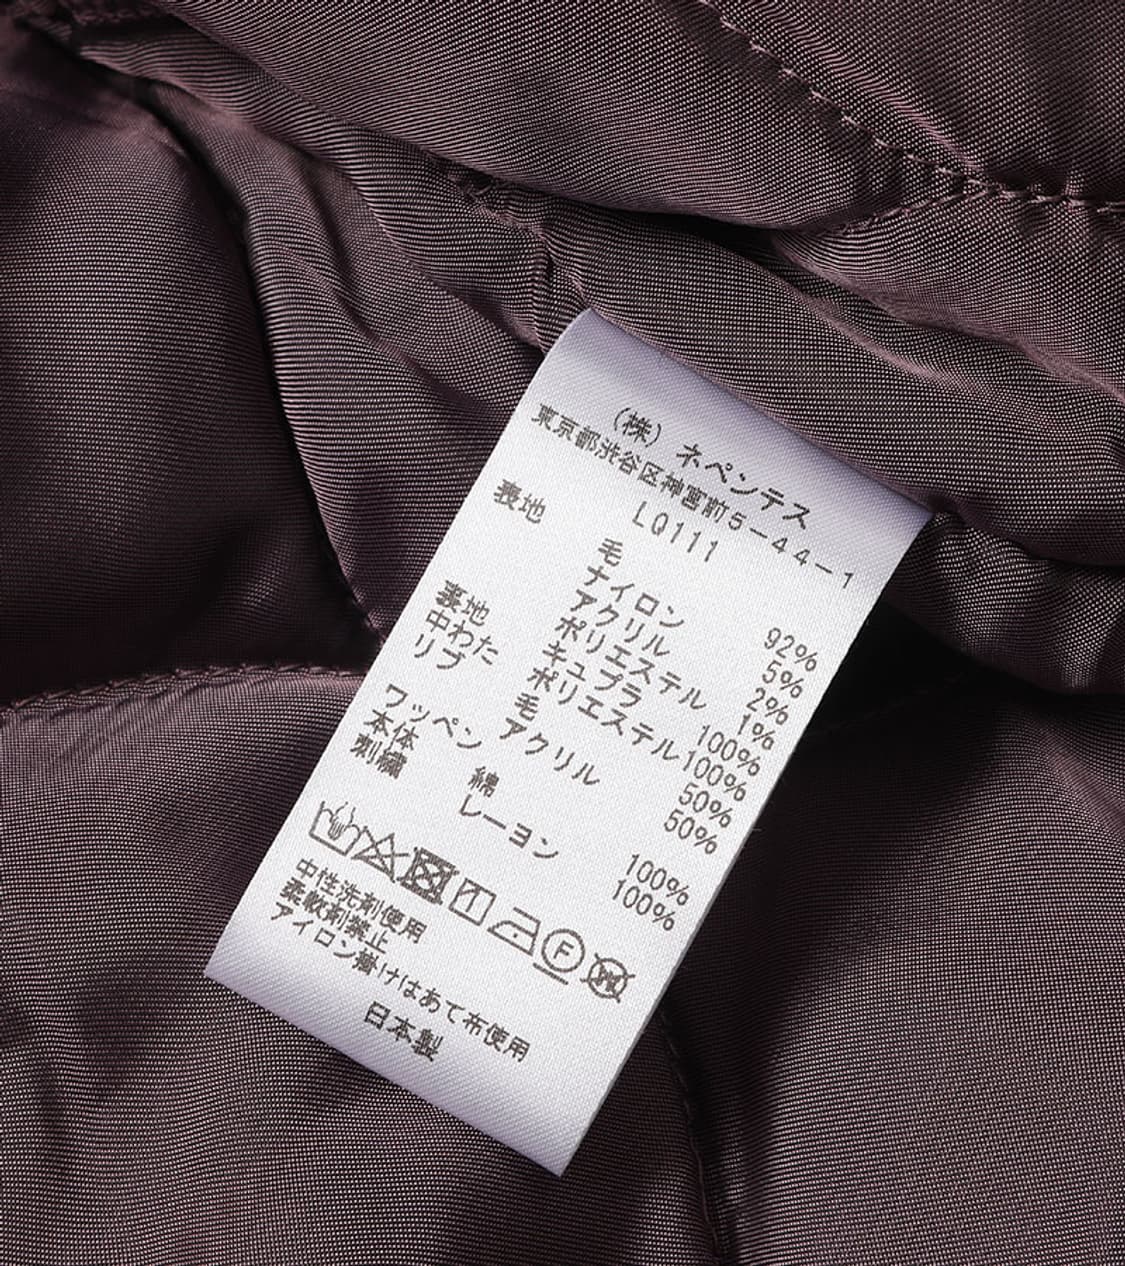 (株) ネペンテス
東京都渋谷区神宮前5-44-1
LQ111
表地 毛 92%
ナイロン 5%
アクリル 2%
ポリエステル 1%
裏地 キュプラ 100%
中わた ポリエステル 100%
リブ 毛 50%
アクリル 50%
ワッペン
本体 綿 100%
刺繍 レーヨン 100%
F
中性洗剤使用
柔軟剤禁止
アイロン掛けはあて布使用
日本製